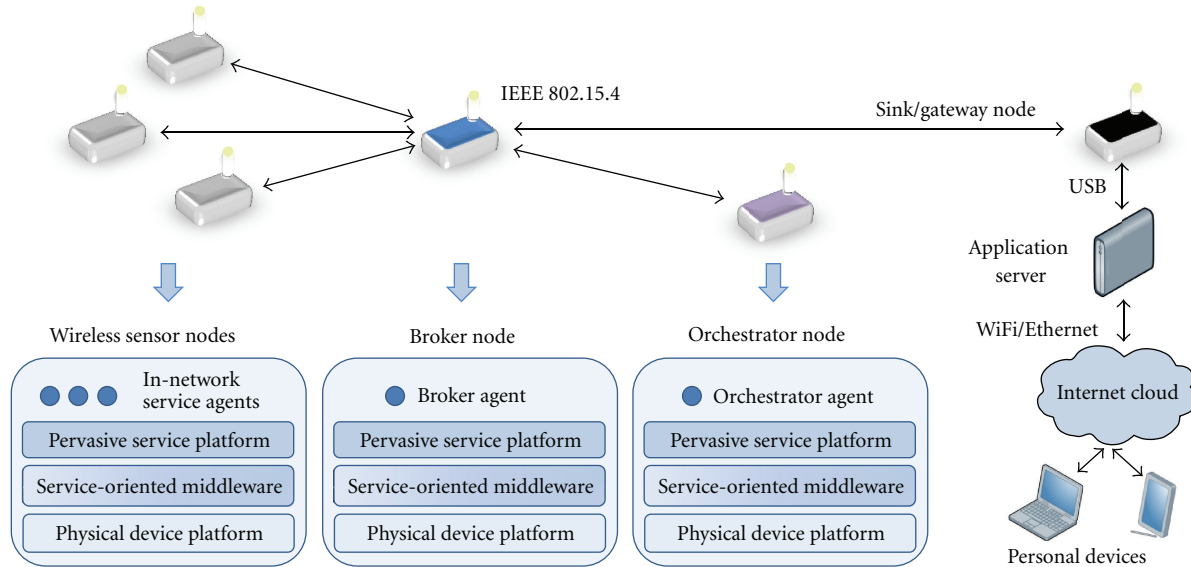 IEEE 802.15.4
Sink/gateway node
USB
Application
server
WiFi/Ethernet
Internet cloud
Personal devices
Wireless sensor nodes
In-network
service agents
Pervasive service platform
Service-oriented middleware
Physical device platform
Broker node
Broker agent
Pervasive service platform
Service-oriented middleware
Physical device platform
Orchestrator node
Orchestrator agent
Pervasive service platform
Service-oriented middleware
Physical device platform